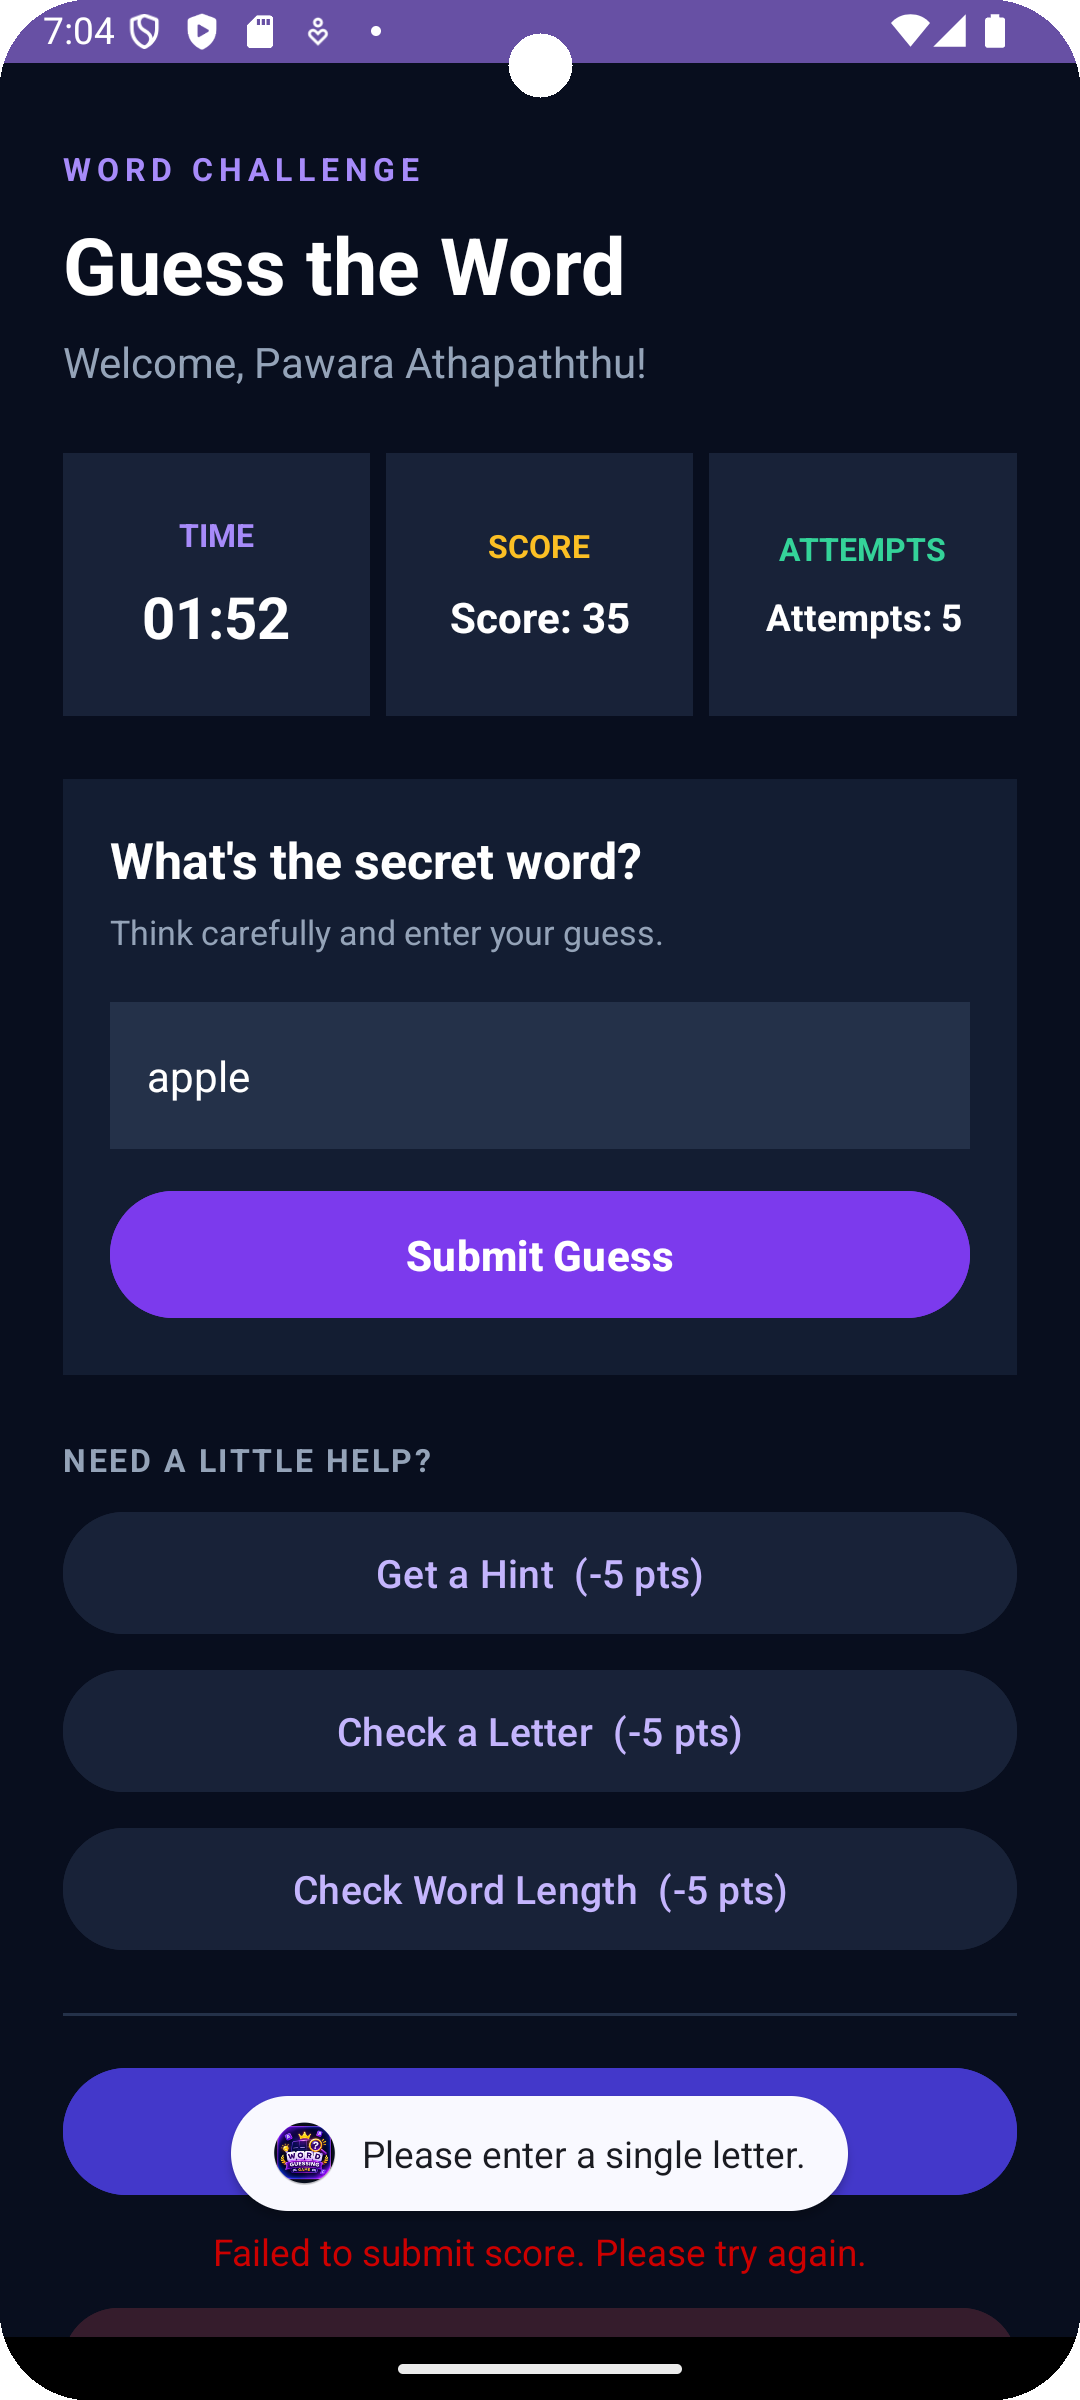 7:04
WORD CHALLENGE
Guess the Word
Welcome, Pawara Athapaththu!
TIME
01:52
SCORE
Score: 35
ATTEMPTS
Attempts: 5
What's the secret word?
Think carefully and enter your guess.
apple
Submit Guess
NEED A LITTLE HELP?
Get a Hint (-5 pts)
Check a Letter (-5 pts)
Check Word Length (-5 pts)
WORD
GUESSING
GAME
Please enter a single letter.
Failed to submit score. Please try again.